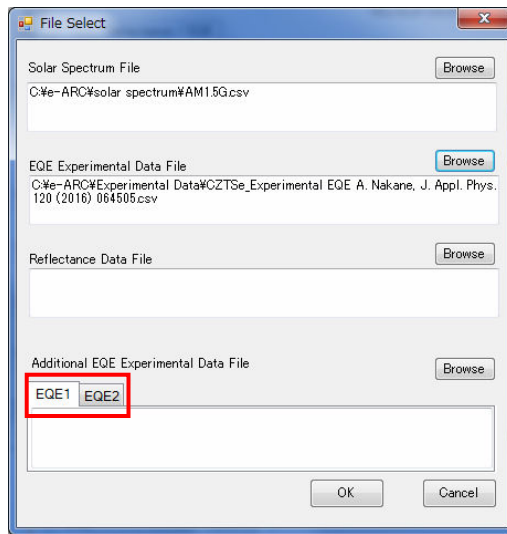 File Select
Solar Spectrum File
Browse
C:¥e-ARC¥solar spectrum¥AM1.5G.csv
EQE Experimental Data File
Browse
C:¥e-ARC¥Experimental Data¥CZTSe_Experimental EQE A. Nakane, J. Appl. Phys.
120 (2016) 064505.csv
Reflectance Data File
Browse
Additional EQE Experimental Data File
Browse
EQE1 EQE2
OK Cancel